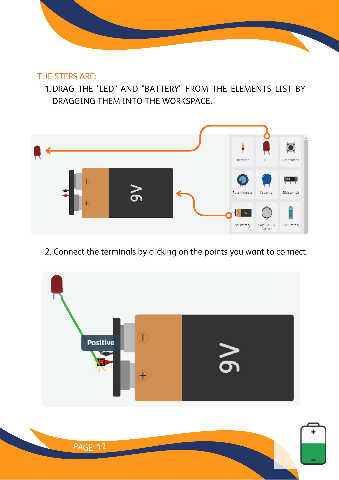 THE STEPS ARE:
1. DRAG THE "LED" AND "BATTERY" FROM THE ELEMENTS LIST BY
DRAGGING THEM INTO THE WORKSPACE.
9V
2. Connect the terminals by clicking on the points you want to connect.
Positive
9V
PAGE: 12